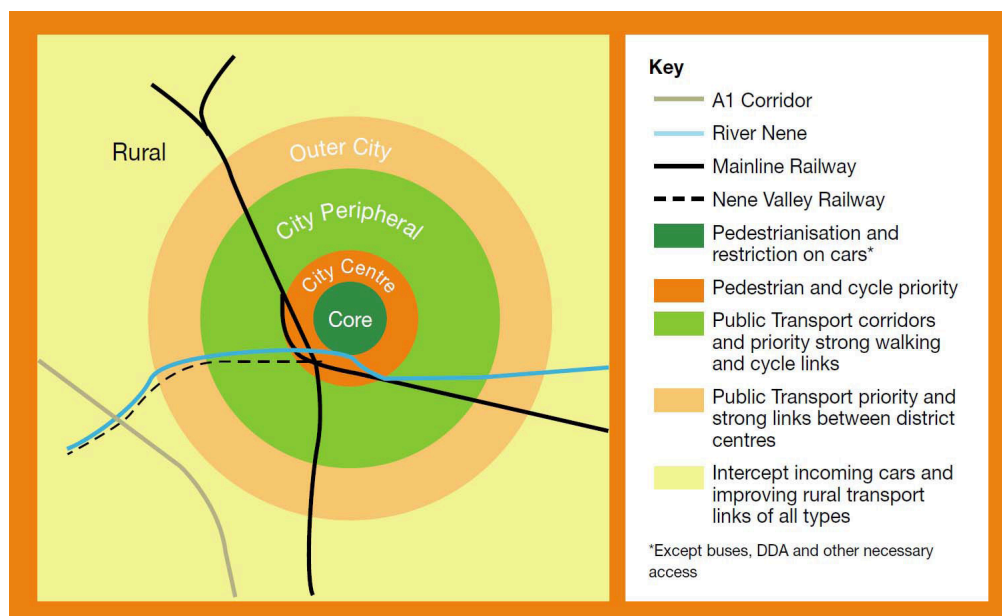 Rural
Outer City
City Peripheral
City Centre
Core
Key
A1 Corridor
River Nene
Mainline Railway
Nene Valley Railway
Pedestrianisation and
restriction on cars*
Pedestrian and cycle priority
Public Transport corridors
and priority strong walking
and cycle links
Public Transport priority and
strong links between district
centres
Intercept incoming cars and
improving rural transport
links of all types
*Except buses, DDA and other necessary
access